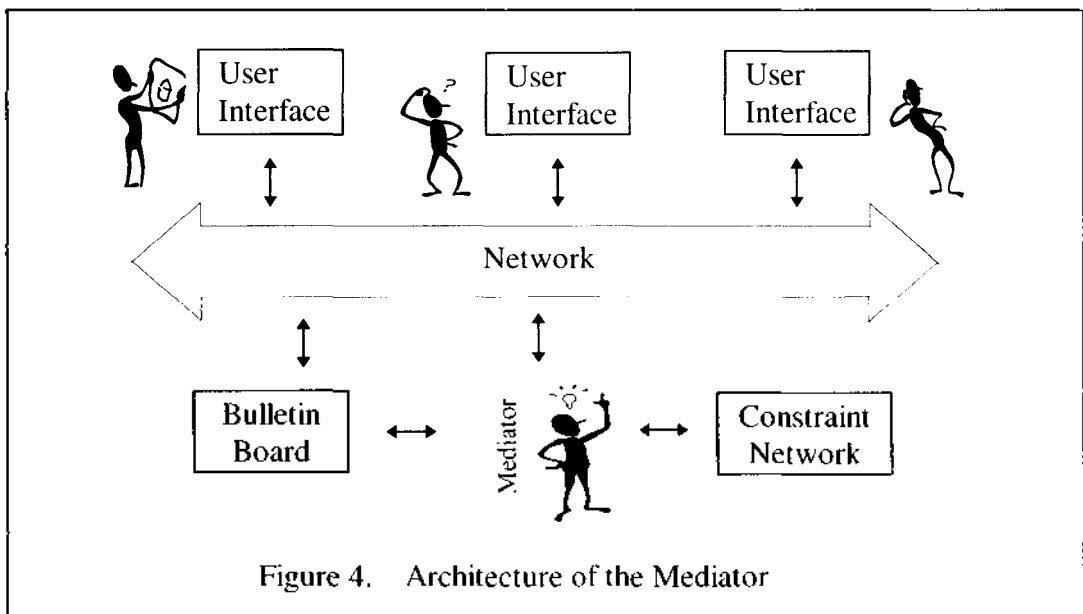 User
Interface
?
User
Interface
User
Interface
Network
Bulletin
Board
Mediator
Constraint
Network
Figure 4. Architecture of the Mediator